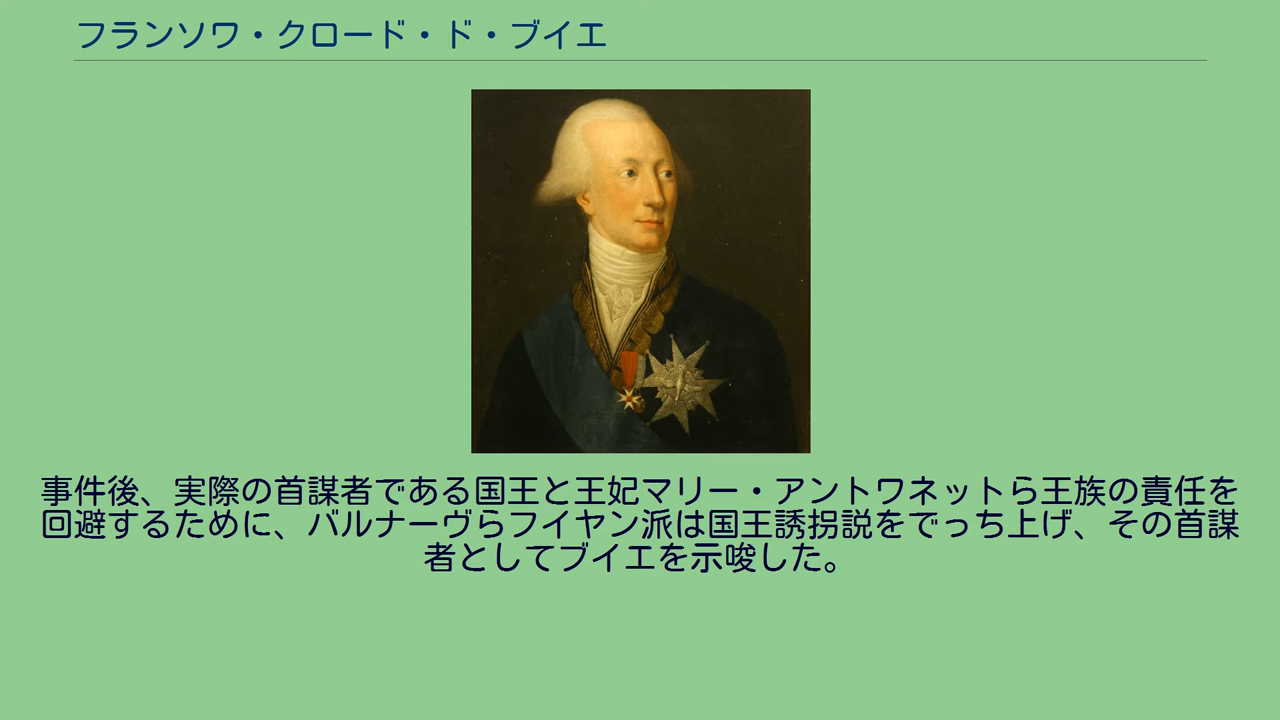 フランソワ・クロード・ド・ブイエ
事件後、実際の首謀者である国王と王妃マリー・アントワネットら王族の責任を
回避するために、バルナーヴらフイヤン派は国王誘拐説をでっち上げ、その首謀
者としてブイエを示唆した。